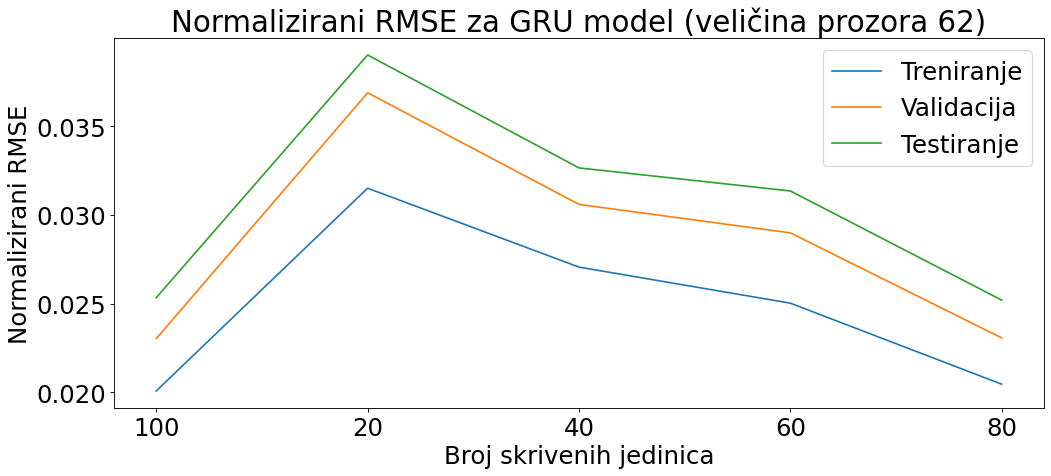 Normalizirani RMSE za GRU model (veličina prozora 62)
Treniranje
Validacija
Testiranje
Normalizirani RMSE
0.035
0.030
0.025
0.020
100 20 40 60 80
Broj skrivenih jedinica